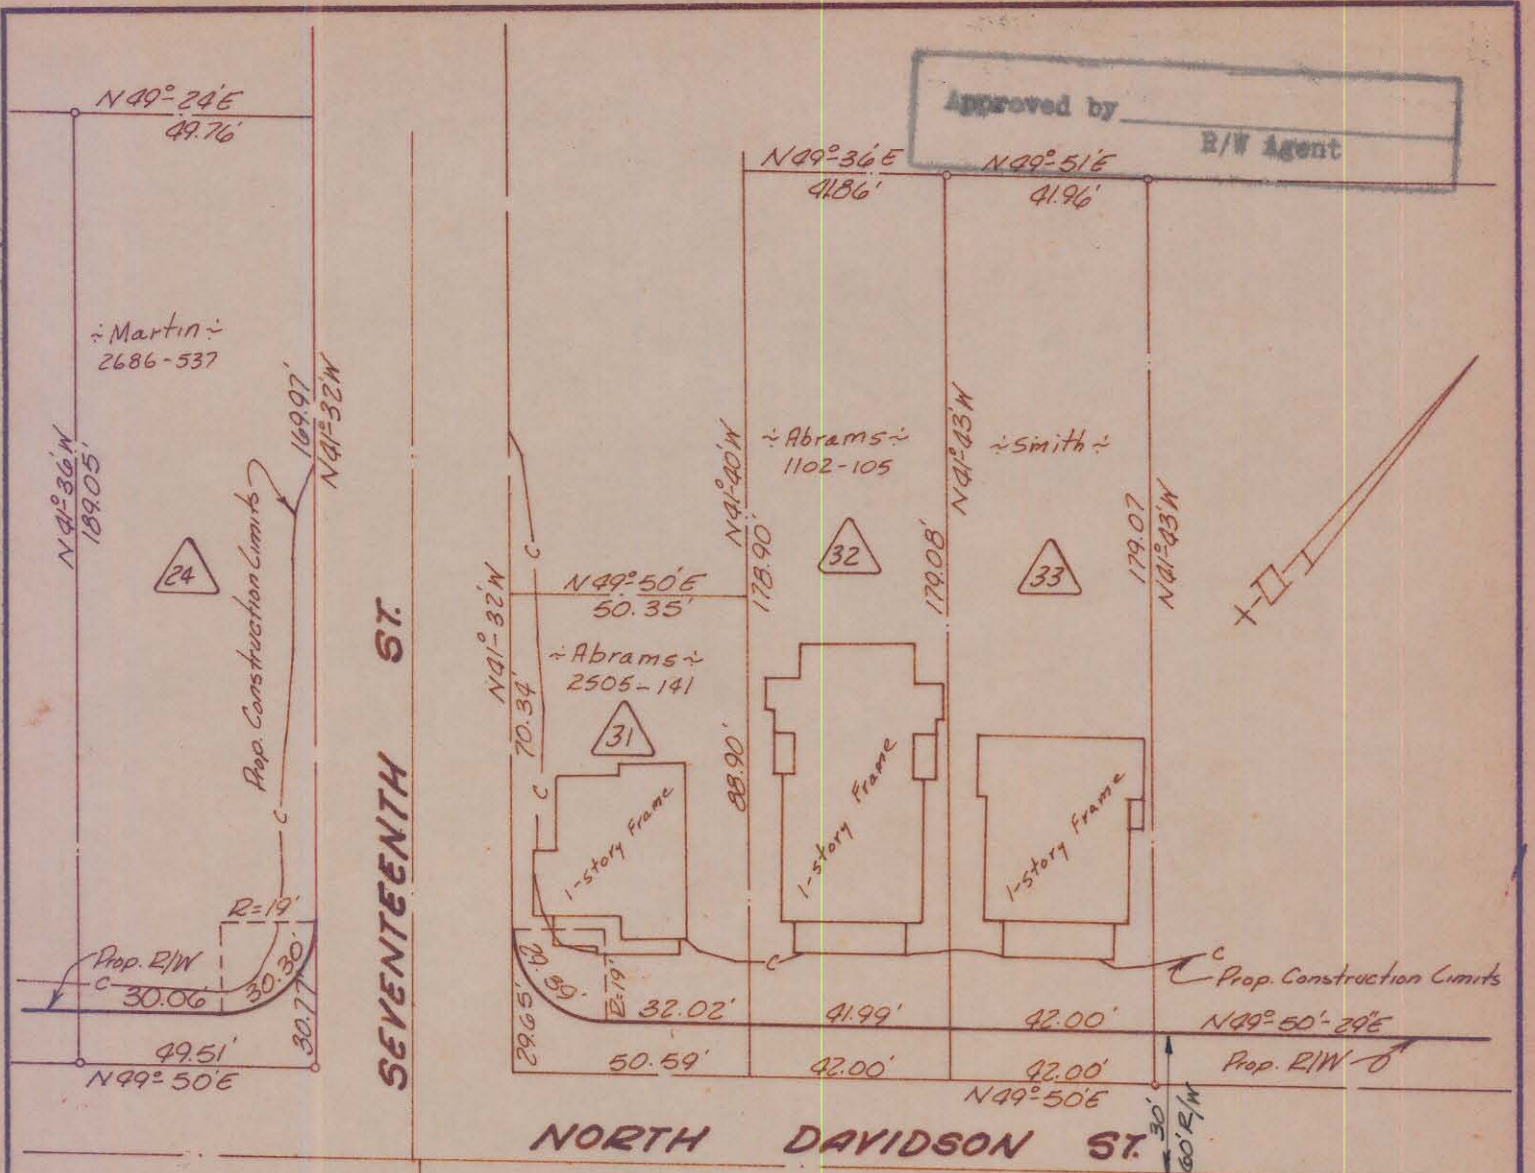 Approved by
R/W Agent
N49°-24'E
49.76'
N49°-36'E
41.86'
N49°-51'E
41.96'
÷Martin÷
2686-537
N41°-36'W
189.05'
24
Prop. Construction Limits
169.97'
N41°-32'W
C
R=19'
30.30'
Prop. R/W
C
30.06'
30.77'
49.51'
N49°-50'E
SEVENTEENTH ST.
N41°-32'W
70.34'
C
C
N49°-50'E
50.35'
÷Abrams÷
2505-141
31
1-story Frame
N41°-40'W
178.90'
88.90'
÷Abrams÷
1102-105
32
1-story Frame
N41°-43'W
179.08'
÷Smith÷
33
1-story Frame
179.07
N41°-43'W
R=19'
29.65'
C
C
Prop. Construction Limits
32.02'
41.99'
42.00'
N49°-50'-29"E
50.59'
42.00'
42.00'
N49°-50'E
Prop. R/W
30'
60' R/W
NORTH DAVIDSON ST.